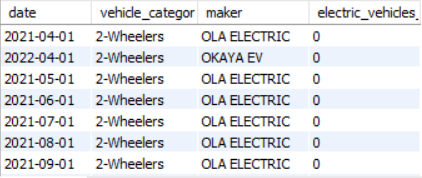 date vehicle_categor maker electric_vehicles_
2021-04-01 2-Wheelers OLA ELECTRIC 0
2022-04-01 2-Wheelers OKAYA EV 0
2021-05-01 2-Wheelers OLA ELECTRIC 0
2021-06-01 2-Wheelers OLA ELECTRIC 0
2021-07-01 2-Wheelers OLA ELECTRIC 0
2021-08-01 2-Wheelers OLA ELECTRIC 0
2021-09-01 2-Wheelers OLA ELECTRIC 0